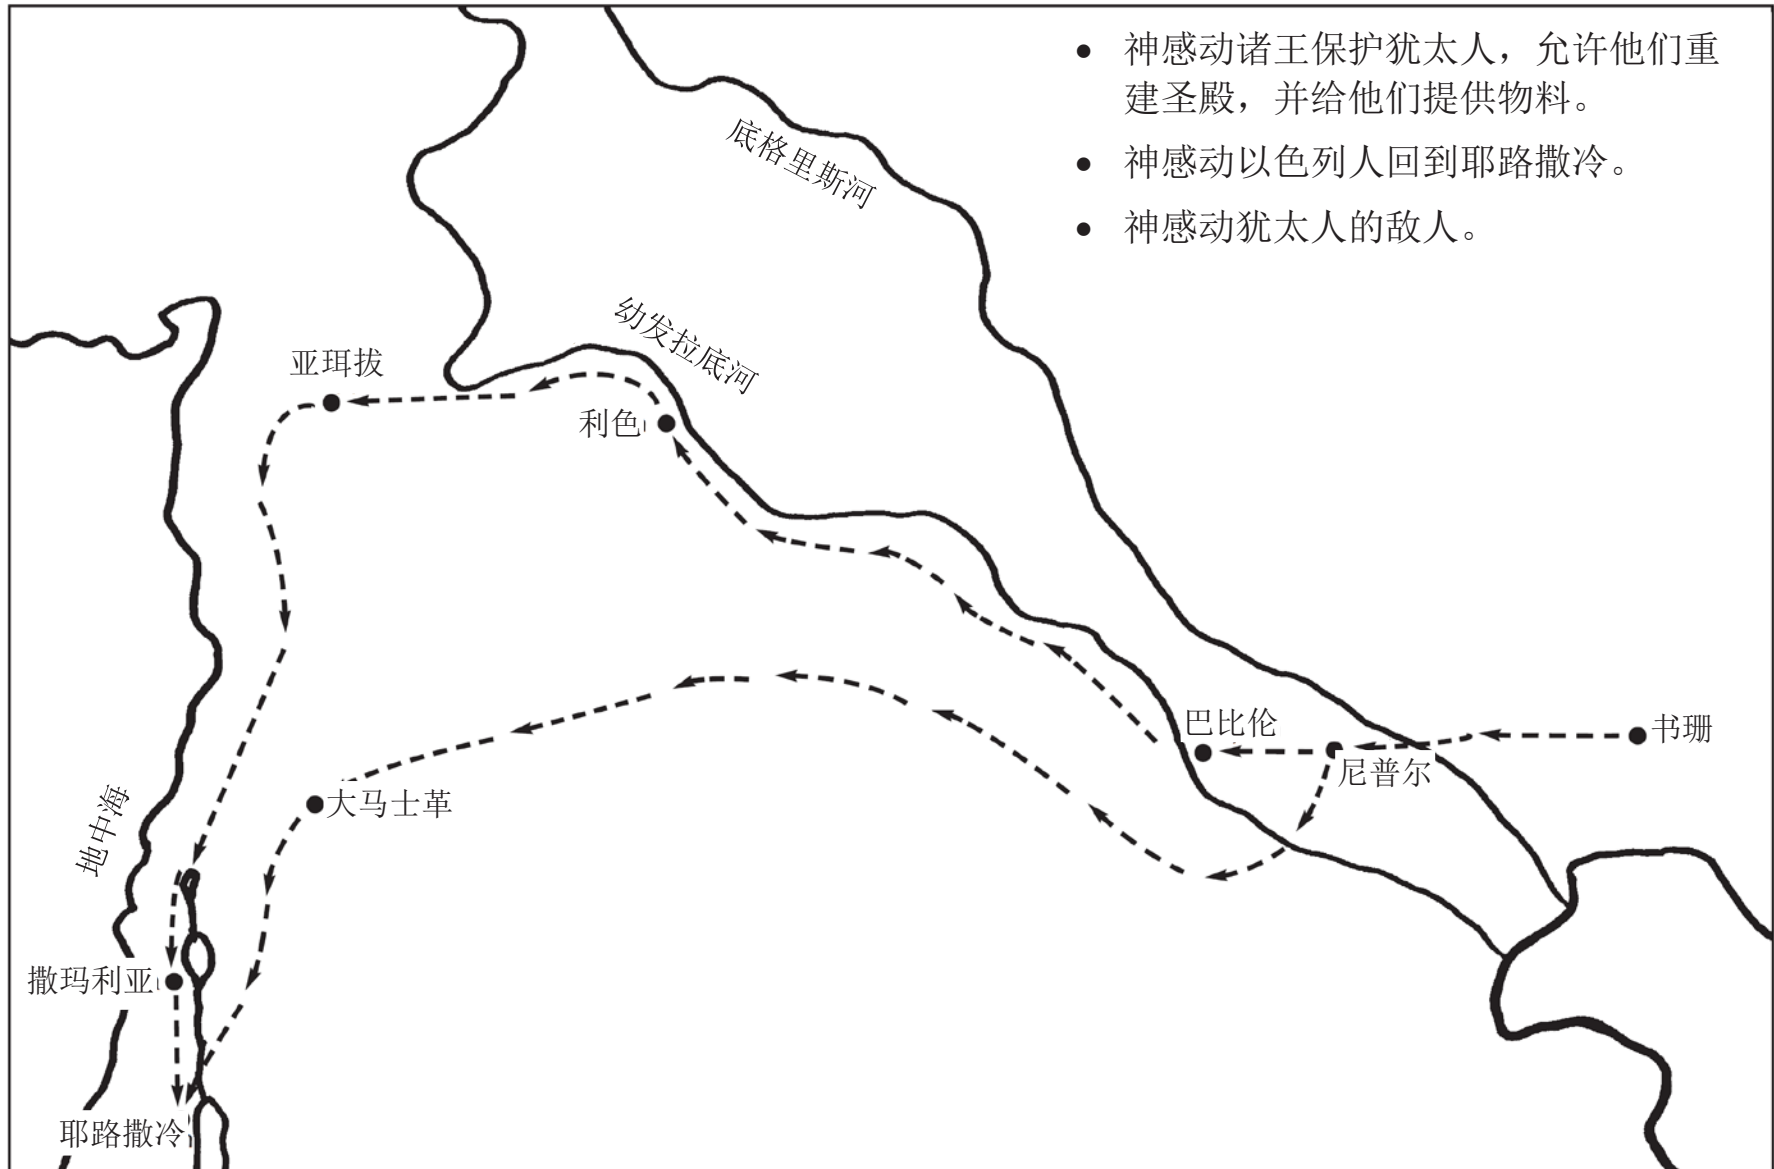 ● 神感动诸王保护犹太人，允许他们重
建圣殿，并给他们提供物料。
● 神感动以色列人回到耶路撒冷。
● 神感动犹太人的敌人。
底格里斯河
幼发拉底河
亚珥拔
利色
巴比伦
书珊
尼普尔
大马士革
地中海
撒玛利亚
耶路撒冷